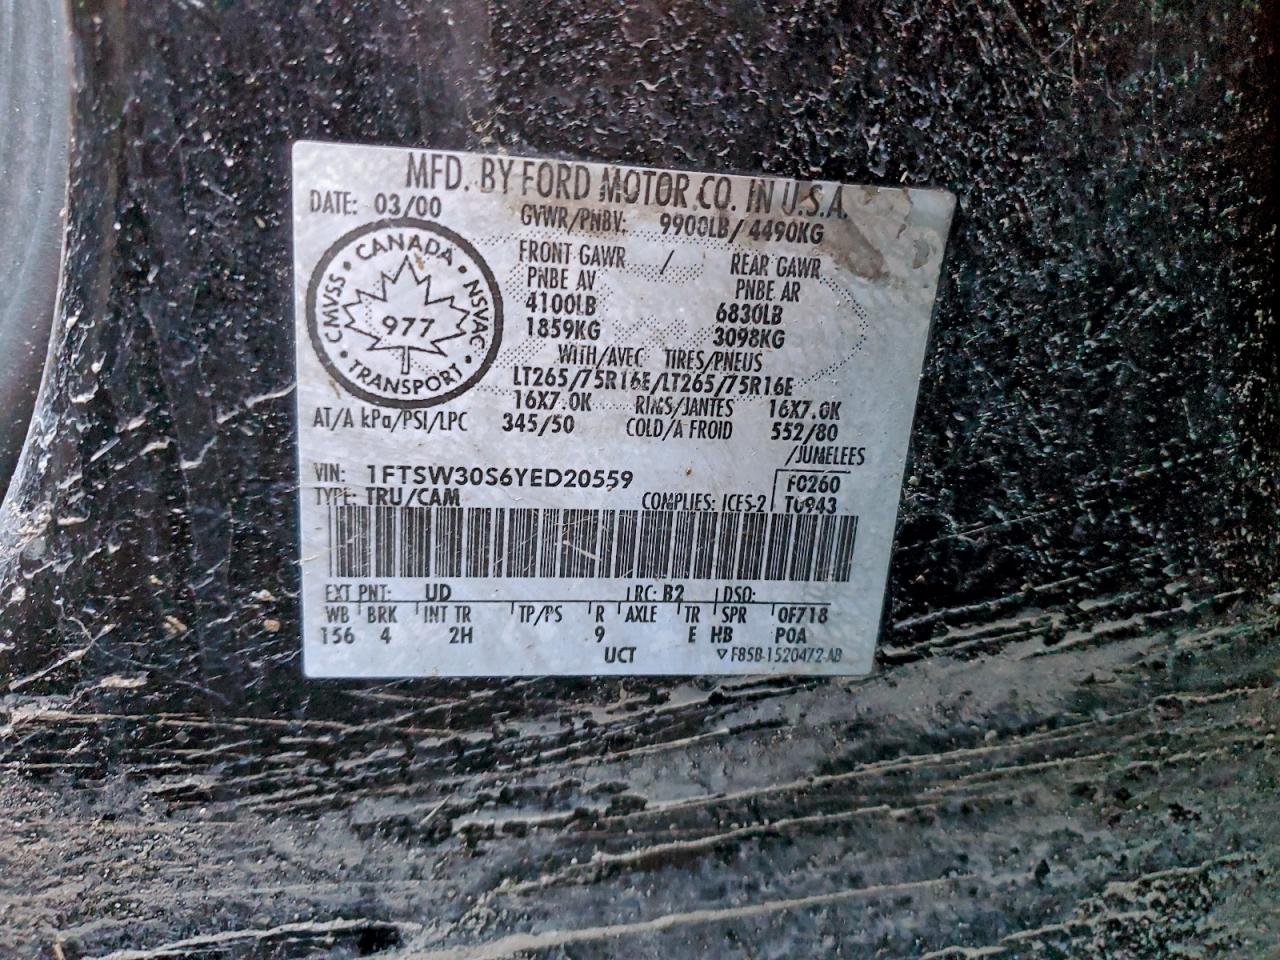 MFD. BY FORD MOTOR CO. IN U.S.A.
DATE: 03/00 GVWR/PNBV: 9900LB/4490KG
CANADA
CMVSS NSVAC
977
TRANSPORT
FRONT GAWR / REAR GAWR
PNBE AV PNBE AR
4100LB 6830LB
1859KG 3098KG
WITH/AVEC TIRES/PNEUS
LT265/75R16E/LT265/75R16E
16X7.0K RIMS/JANTES 16X7.0K
AT/A kPa/PSI/LPC 345/50 COLD/A FROID 552/80
/JUMELEES
VIN: 1FTSW30S6YED20559 F0260
TYPE: TRU/CAM COMPLIES: ICES-2 T0943
EXT PNT: UD RC: B2 DSO:
WB BRK INT TR TP/PS R AXLE TR SPR 0F718
156 4 2H 9 E HB POA
UCT ▽ F85B-1520472-AB